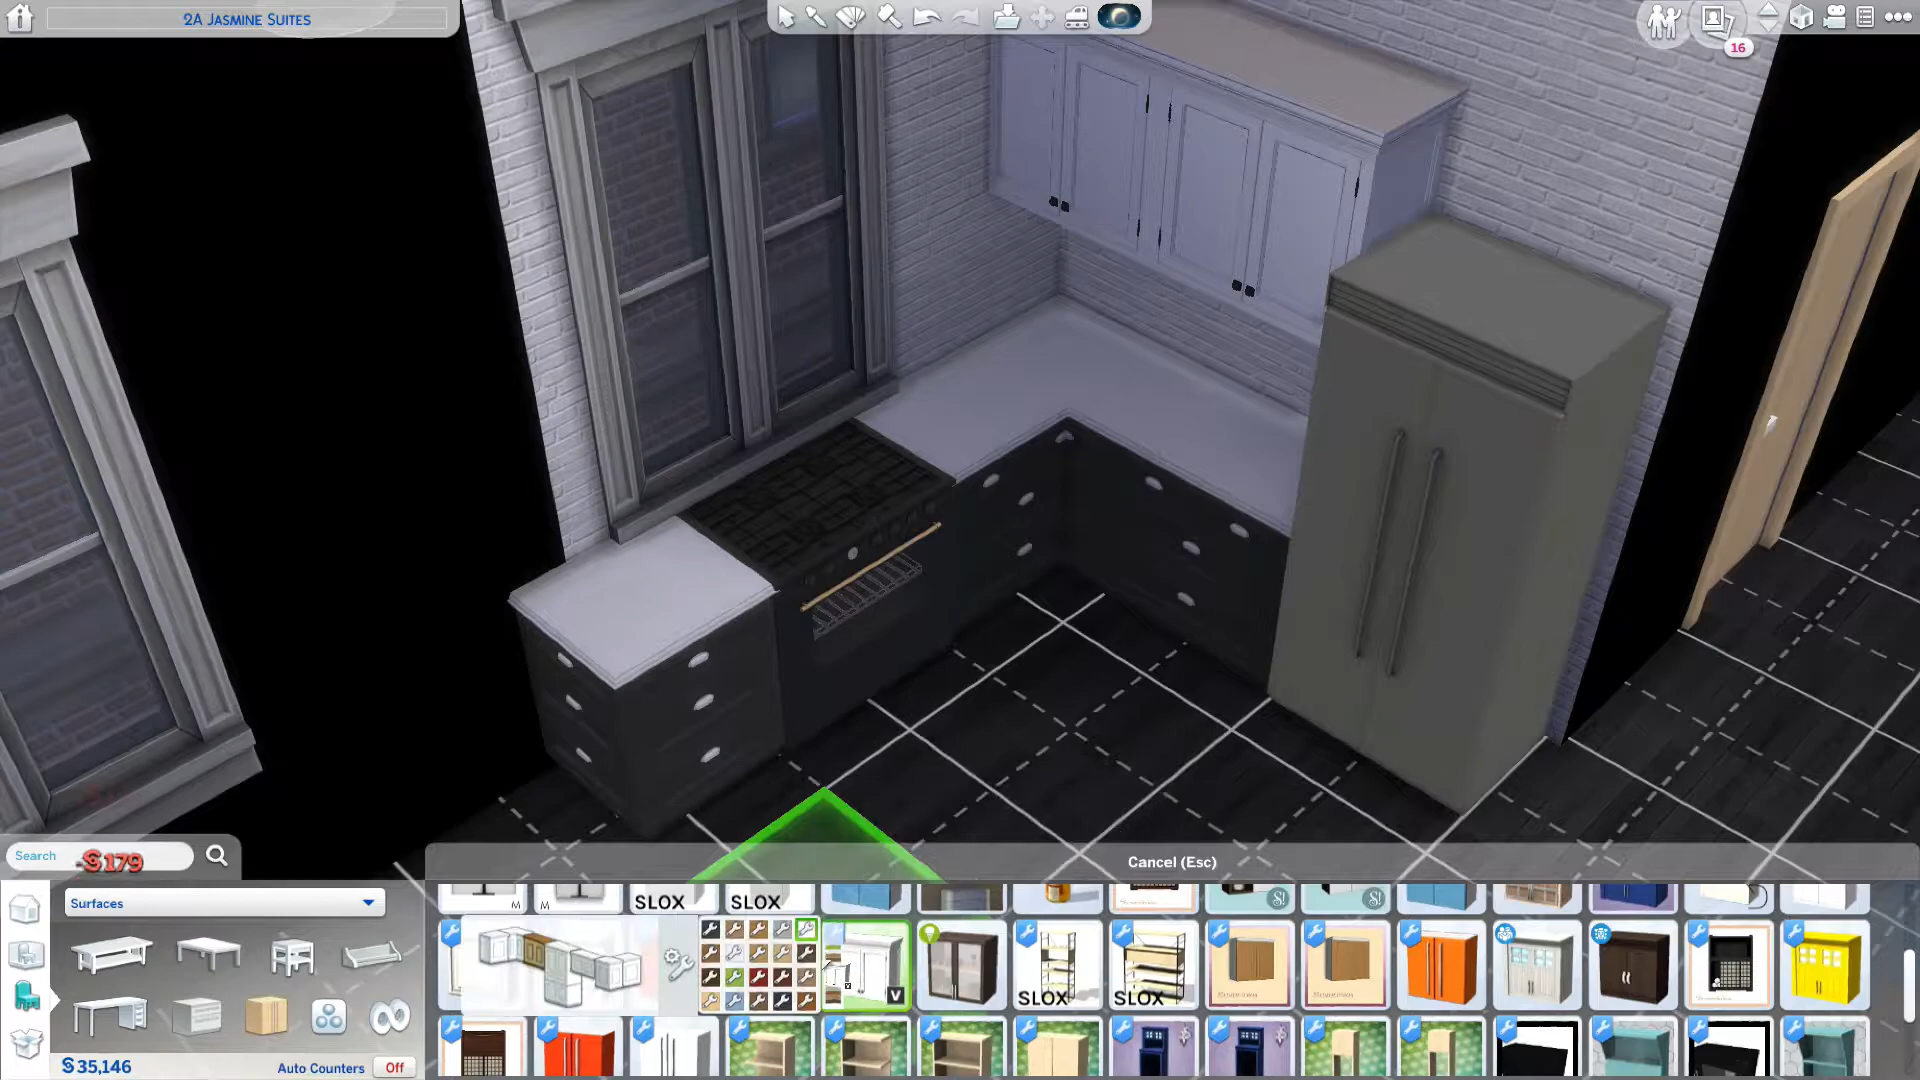 2A Jasmine Suites
16
Cancel (Esc)
Search
-§179
Surfaces
§35,146
Auto Counters
Off
M
M
SLOX
SLOX
S!
S!
V
SLOX
SLOX